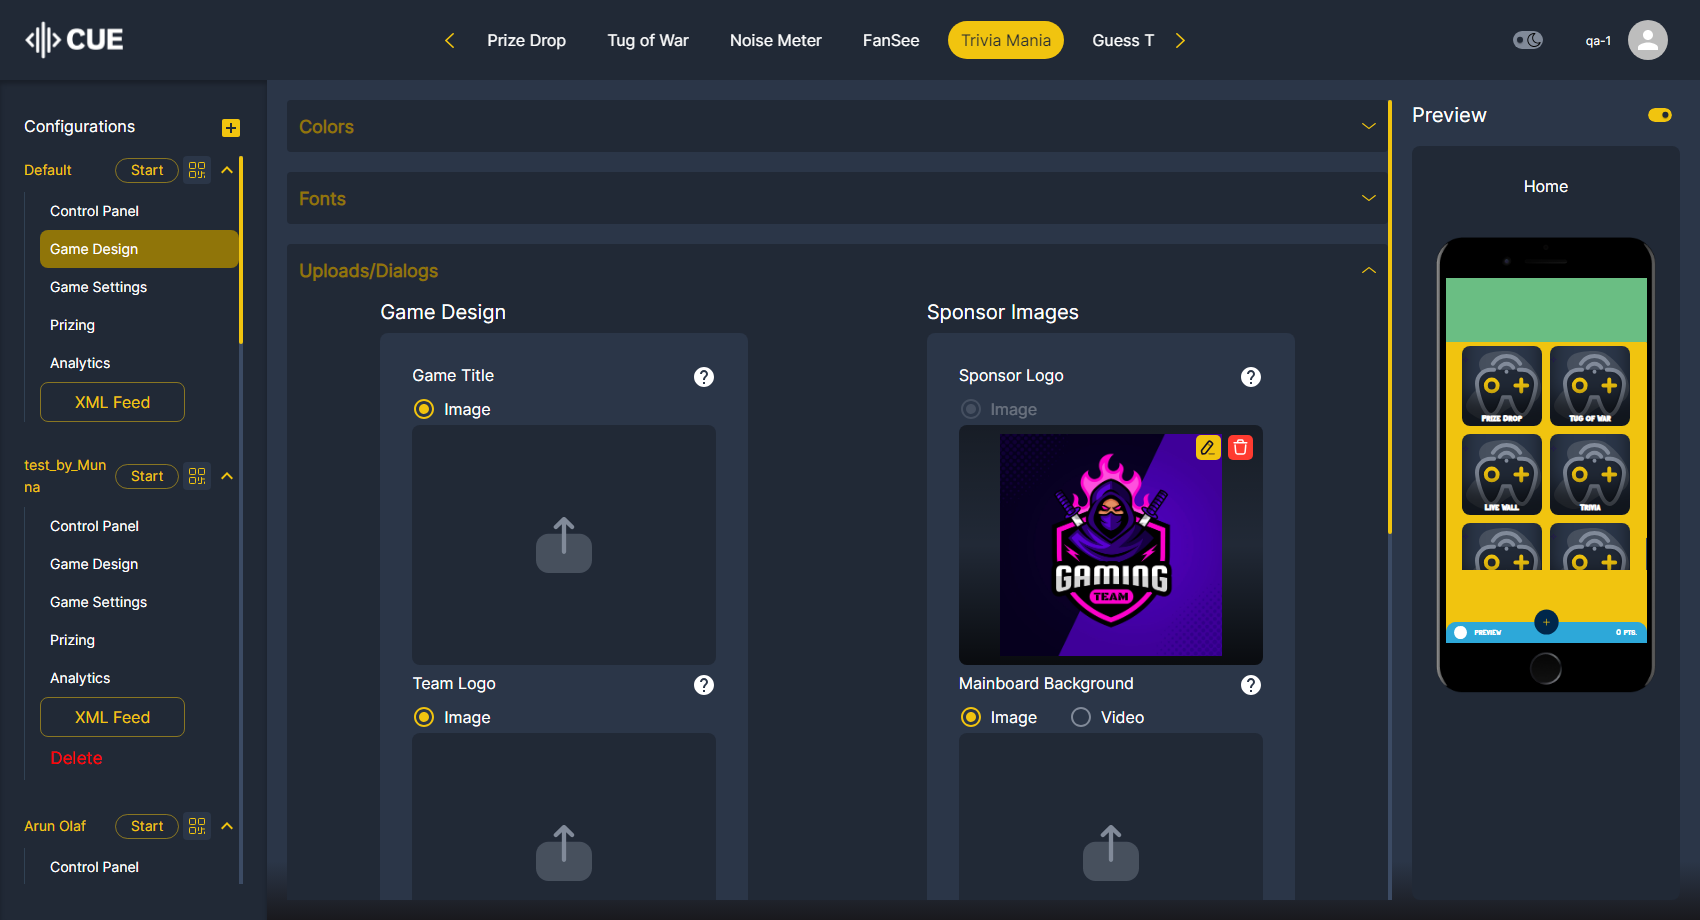 CUE
Prize Drop
Tug of War
Noise Meter
FanSee
Trivia Mania
Guess T
qa-1
Configurations
Default
Start
Control Panel
Game Design
Game Settings
Prizing
Analytics
XML Feed
test_by_Mun
na
Start
Control Panel
Game Design
Game Settings
Prizing
Analytics
XML Feed
Delete
Arun Olaf
Start
Control Panel
Colors
Fonts
Uploads/Dialogs
Game Design
Game Title
Image
Team Logo
Image
Sponsor Images
Sponsor Logo
Image
GAMING
TEAM
Mainboard Background
Image
Video
Preview
Home
Prize Drop
Tug of War
Live Wall
Trivia
PREVIEW
0 PTS.